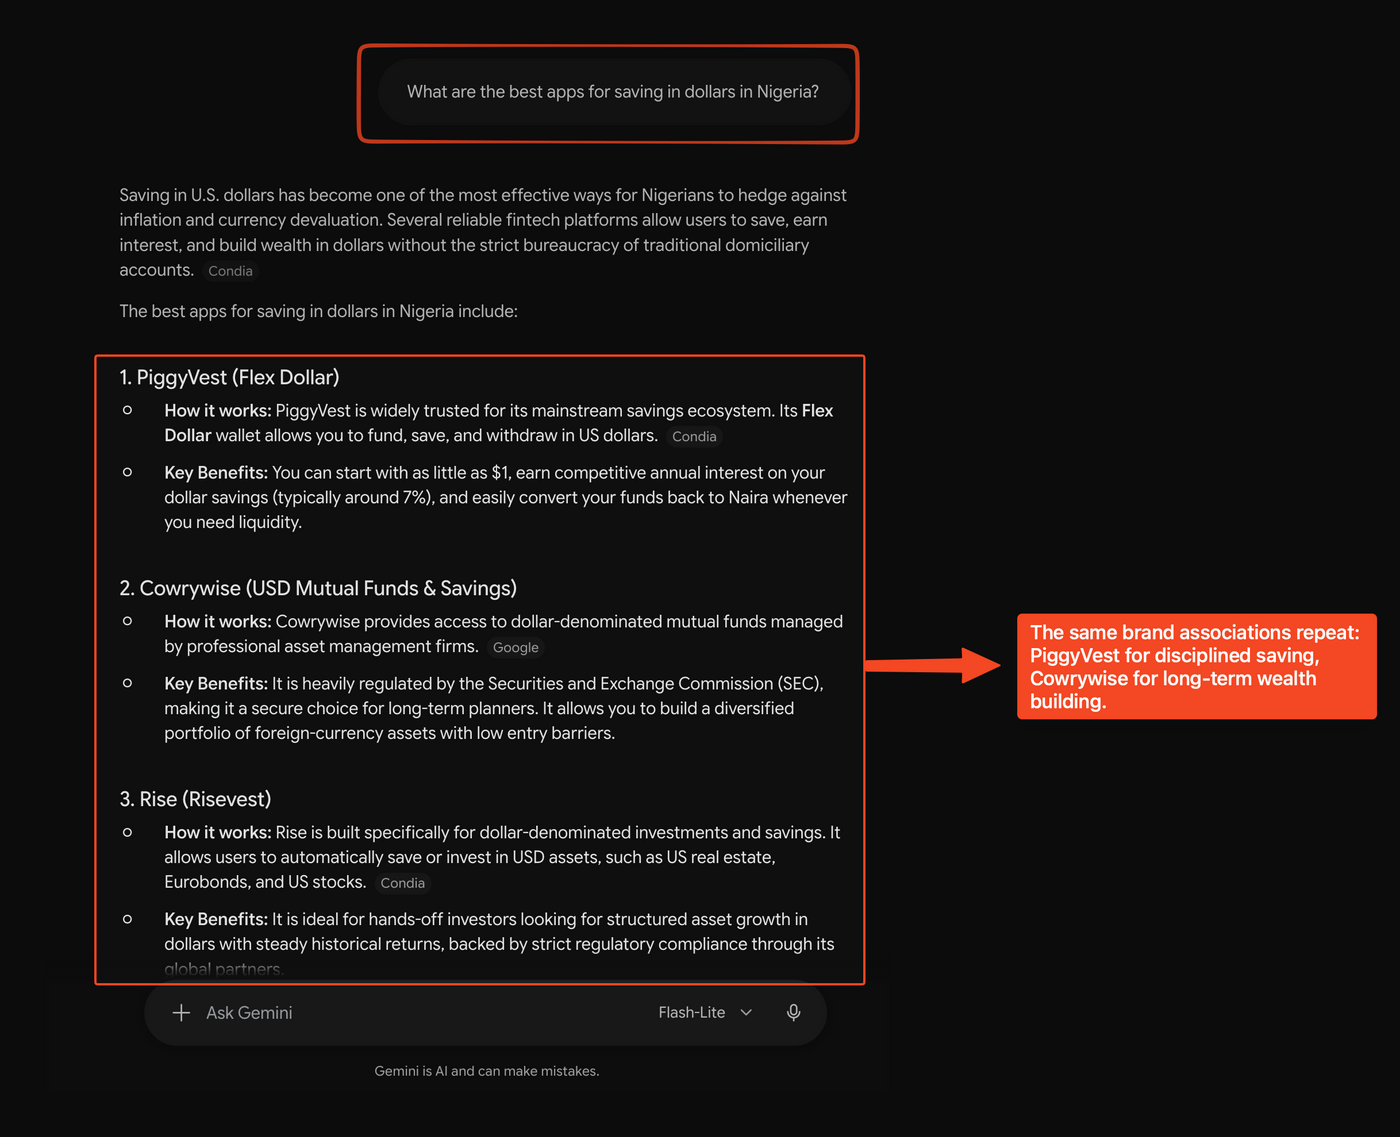 What are the best apps for saving in dollars in Nigeria?
Saving in U.S. dollars has become one of the most effective ways for Nigerians to hedge against
inflation and currency devaluation. Several reliable fintech platforms allow users to save, earn
interest, and build wealth in dollars without the strict bureaucracy of traditional domiciliary
accounts. Condia
The best apps for saving in dollars in Nigeria include:
1. PiggyVest (Flex Dollar)
How it works: PiggyVest is widely trusted for its mainstream savings ecosystem. Its Flex
Dollar wallet allows you to fund, save, and withdraw in US dollars. Condia
Key Benefits: You can start with as little as $1, earn competitive annual interest on your
dollar savings (typically around 7%), and easily convert your funds back to Naira whenever
you need liquidity.
2. Cowrywise (USD Mutual Funds & Savings)
How it works: Cowrywise provides access to dollar-denominated mutual funds managed
by professional asset management firms. Google
Key Benefits: It is heavily regulated by the Securities and Exchange Commission (SEC),
making it a secure choice for long-term planners. It allows you to build a diversified
portfolio of foreign-currency assets with low entry barriers.
The same brand associations repeat:
PiggyVest for disciplined saving,
Cowrywise for long-term wealth
building.
3. Rise (Risevest)
How it works: Rise is built specifically for dollar-denominated investments and savings. It
allows users to automatically save or invest in USD assets, such as US real estate,
Eurobonds, and US stocks. Condia
Key Benefits: It is ideal for hands-off investors looking for structured asset growth in
dollars with steady historical returns, backed by strict regulatory compliance through its
global partners.
Ask Gemini
Flash-Lite
Gemini is AI and can make mistakes.